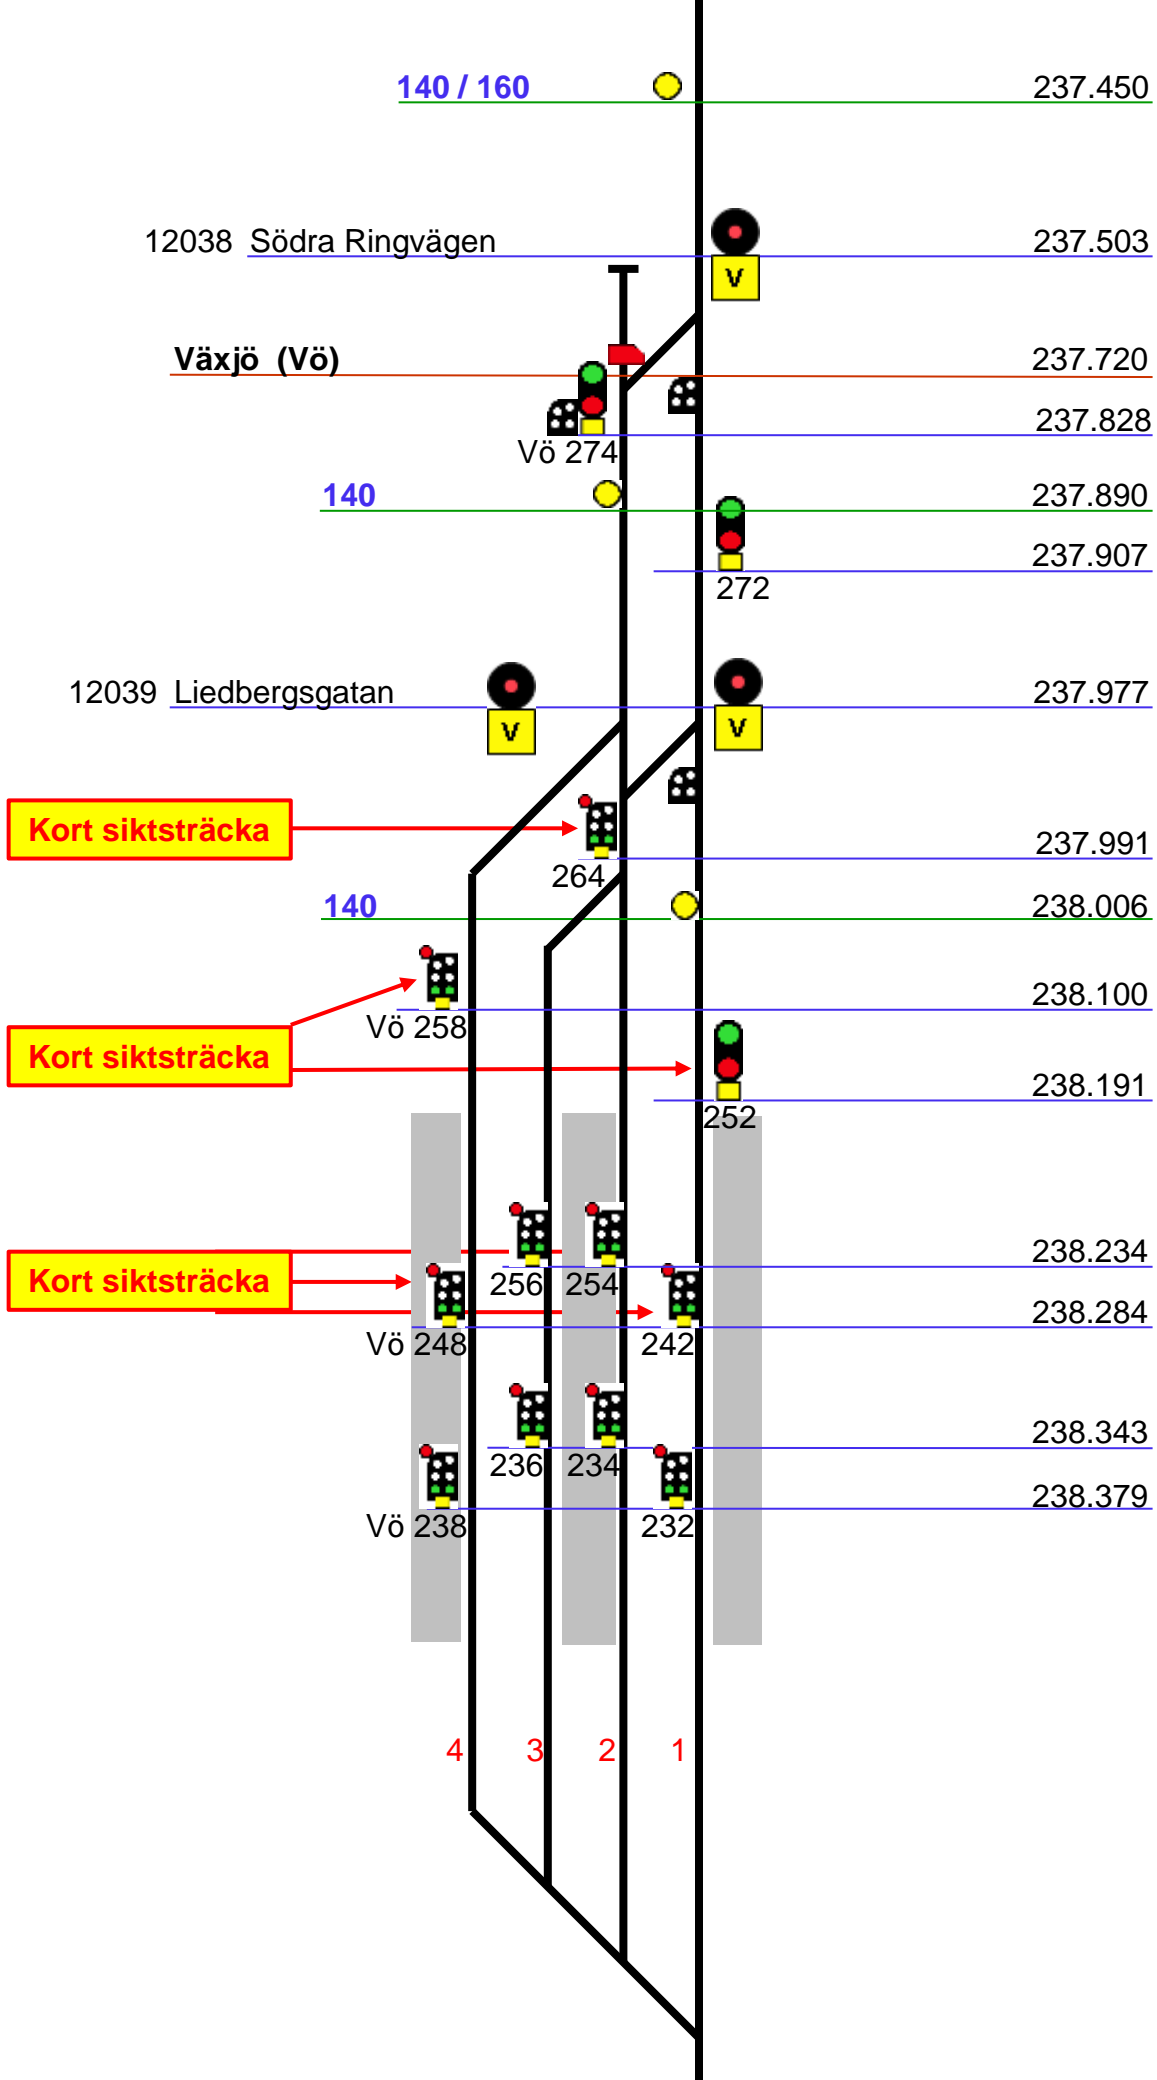 140 / 160 237.450
12038 Södra Ringvägen 237.503
V
Växjö (Vö) 237.720
237.828
Vö 274
140 237.890
237.907
272
12039 Liedbergsgatan 237.977
V V
Kort siktsträcka
237.991
264
140 238.006
238.100
Vö 258
Kort siktsträcka
238.191
252
238.234
Kort siktsträcka
256 254
238.284
Vö 248 242
238.343
236 234
238.379
Vö 238 232
4 3 2 1